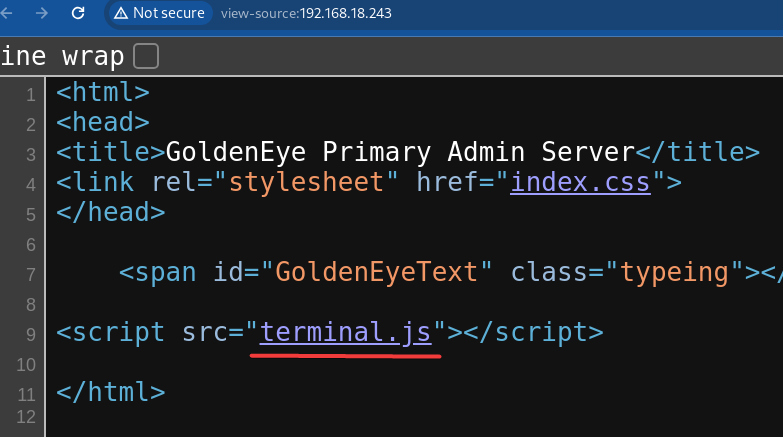 Not secure view-source:192.168.18.243
ine wrap
1 <html>
2 <head>
3 <title>GoldenEye Primary Admin Server</title>
4 <link rel="stylesheet" href="index.css">
5 </head>
6
7 <span id="GoldenEyeText" class="typeing"></
8
9 <script src="terminal.js"></script>
10
11 </html>
12